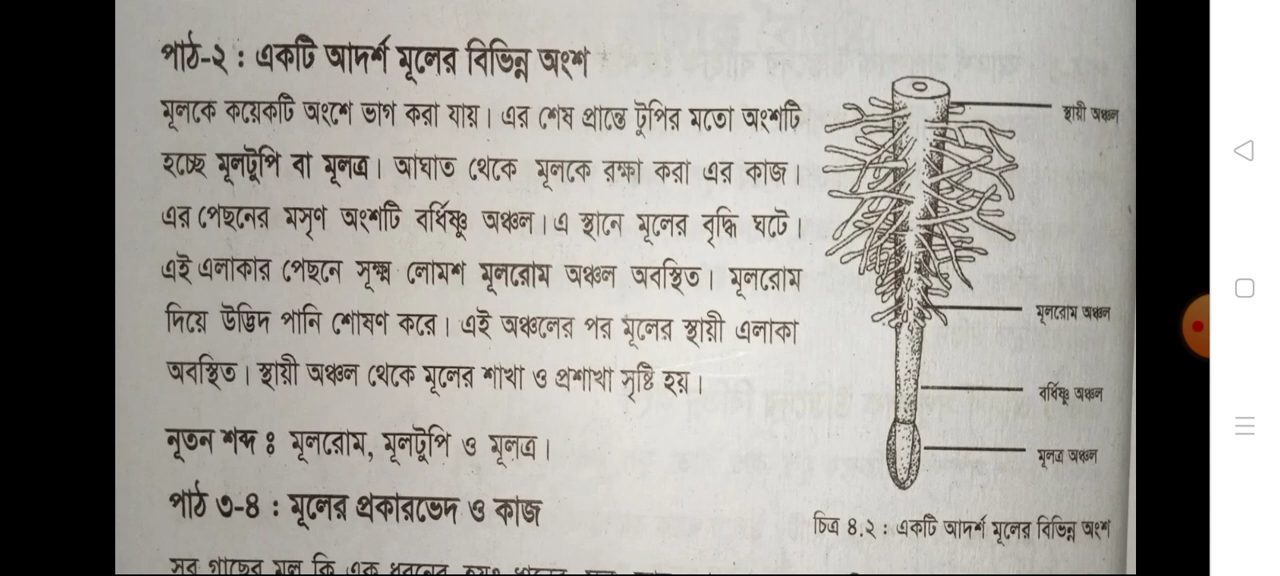 পাঠ-২ : একটি আদর্শ মূলের বিভিন্ন অংশ
মূলকে কয়েকটি অংশে ভাগ করা যায়। এর শেষ প্রান্তে টুপির মতো অংশটি
হচ্ছে মূলটুপি বা মূলত্র। আঘাত থেকে মূলকে রক্ষা করা এর কাজ।
এর পেছনের মসৃণ অংশটি বর্ধিষ্ণু অঞ্চল। এ স্থানে মূলের বৃদ্ধি ঘটে।
এই এলাকার পেছনে সূক্ষ্ম লোমশ মূলরোম অঞ্চল অবস্থিত। মূলরোম
দিয়ে উদ্ভিদ পানি শোষণ করে। এই অঞ্চলের পর মূলের স্থায়ী এলাকা
অবস্থিত। স্থায়ী অঞ্চল থেকে মূলের শাখা ও প্রশাখা সৃষ্টি হয়।
নূতন শব্দ : মূলরোম, মূলটুপি ও মূলত্র।
পাঠ ৩-৪ : মূলের প্রকারভেদ ও কাজ
সব গাছের মূল কি এক ধরনের
স্থায়ী অঞ্চল
মূলরোম অঞ্চল
বর্ধিষ্ণু অঞ্চল
মূলত্র অঞ্চল
চিত্র ৪.২ : একটি আদর্শ মূলের বিভিন্ন অংশ